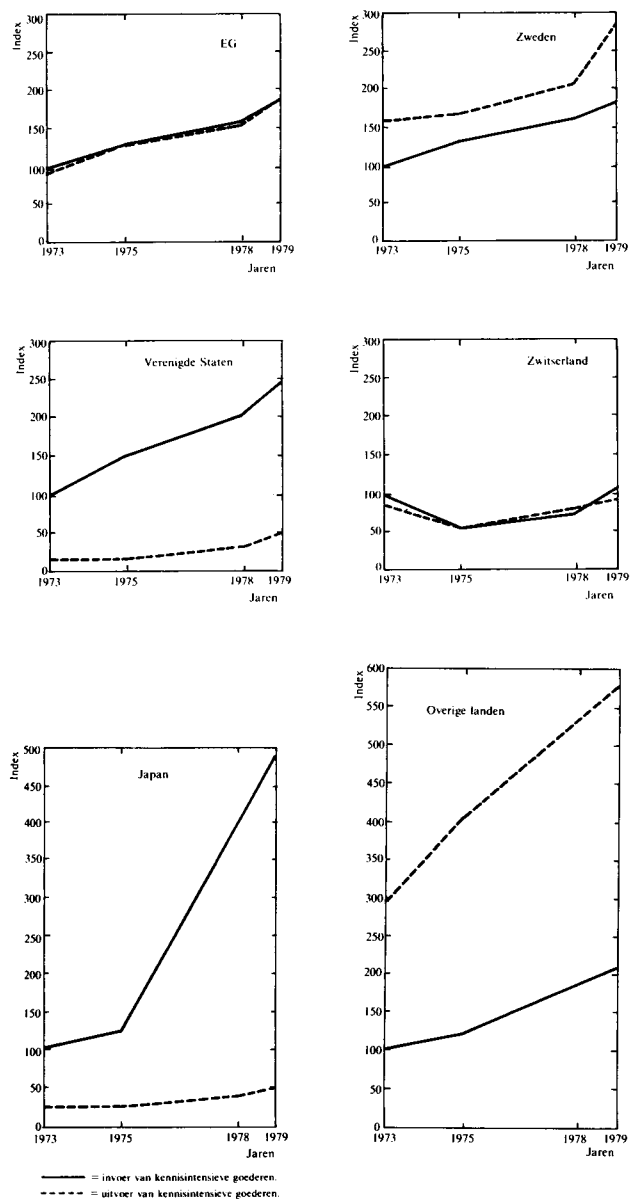 Index
EG
300
250
200
150
100
50
0
1973 1975 1978 1979
Jaren
Index
Zweden
300
250
200
150
100
50
0
1973 1975 1978 1979
Jaren
Index
Verenigde Staten
300
250
200
150
100
50
0
1973 1975 1978 1979
Jaren
Index
Zwitserland
300
250
200
150
100
50
0
1973 1975 1978 1979
Jaren
Index
Japan
500
450
400
350
300
250
200
150
100
50
0
1973 1975 1978 1979
Jaren
Index
Overige landen
600
550
500
450
400
350
300
250
200
150
100
50
0
1973 1975 1978 1979
Jaren
= invoer van kennisintensieve goederen.
= uitvoer van kennisintensieve goederen.